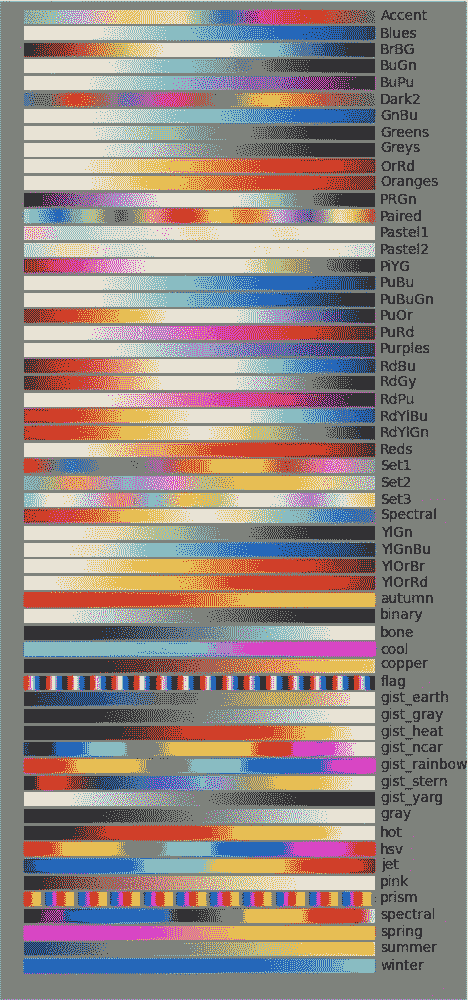 Accent
Blues
BrBG
BuGn
BuPu
Dark2
GnBu
Greens
Greys
OrRd
Oranges
PRGn
Paired
Pastel1
Pastel2
PiYG
PuBu
PuBuGn
PuOr
PuRd
Purples
RdBu
RdGy
RdPu
RdYlBu
RdYlGn
Reds
Set1
Set2
Set3
Spectral
YlGn
YlGnBu
YlOrBr
YlOrRd
autumn
binary
bone
cool
copper
flag
gist_earth
gist_gray
gist_heat
gist_ncar
gist_rainbow
gist_stern
gist_yarg
gray
hot
hsv
jet
pink
prism
spectral
spring
summer
winter